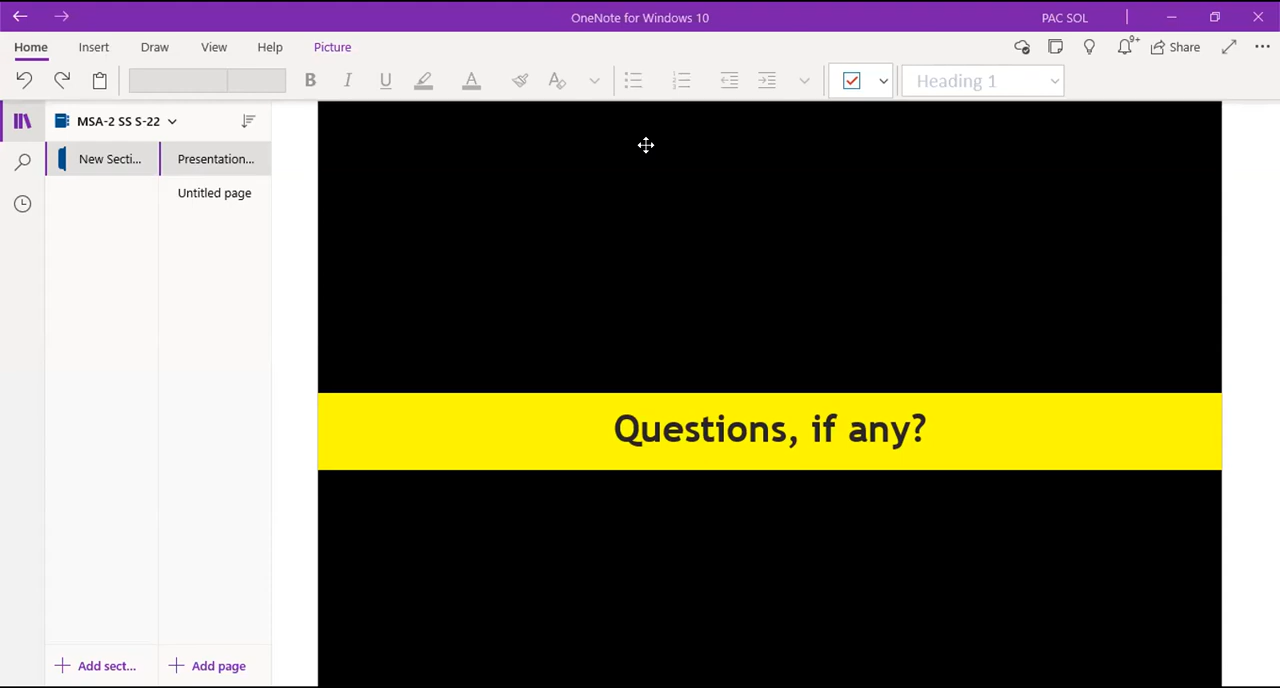 OneNote for Windows 10
PAC SOL
Home Insert Draw View Help Picture
9+
Share
B I U A
Heading 1
MSA-2 SS S-22
New Secti...
Presentation...
Untitled page
Questions, if any?
Add sect...
Add page